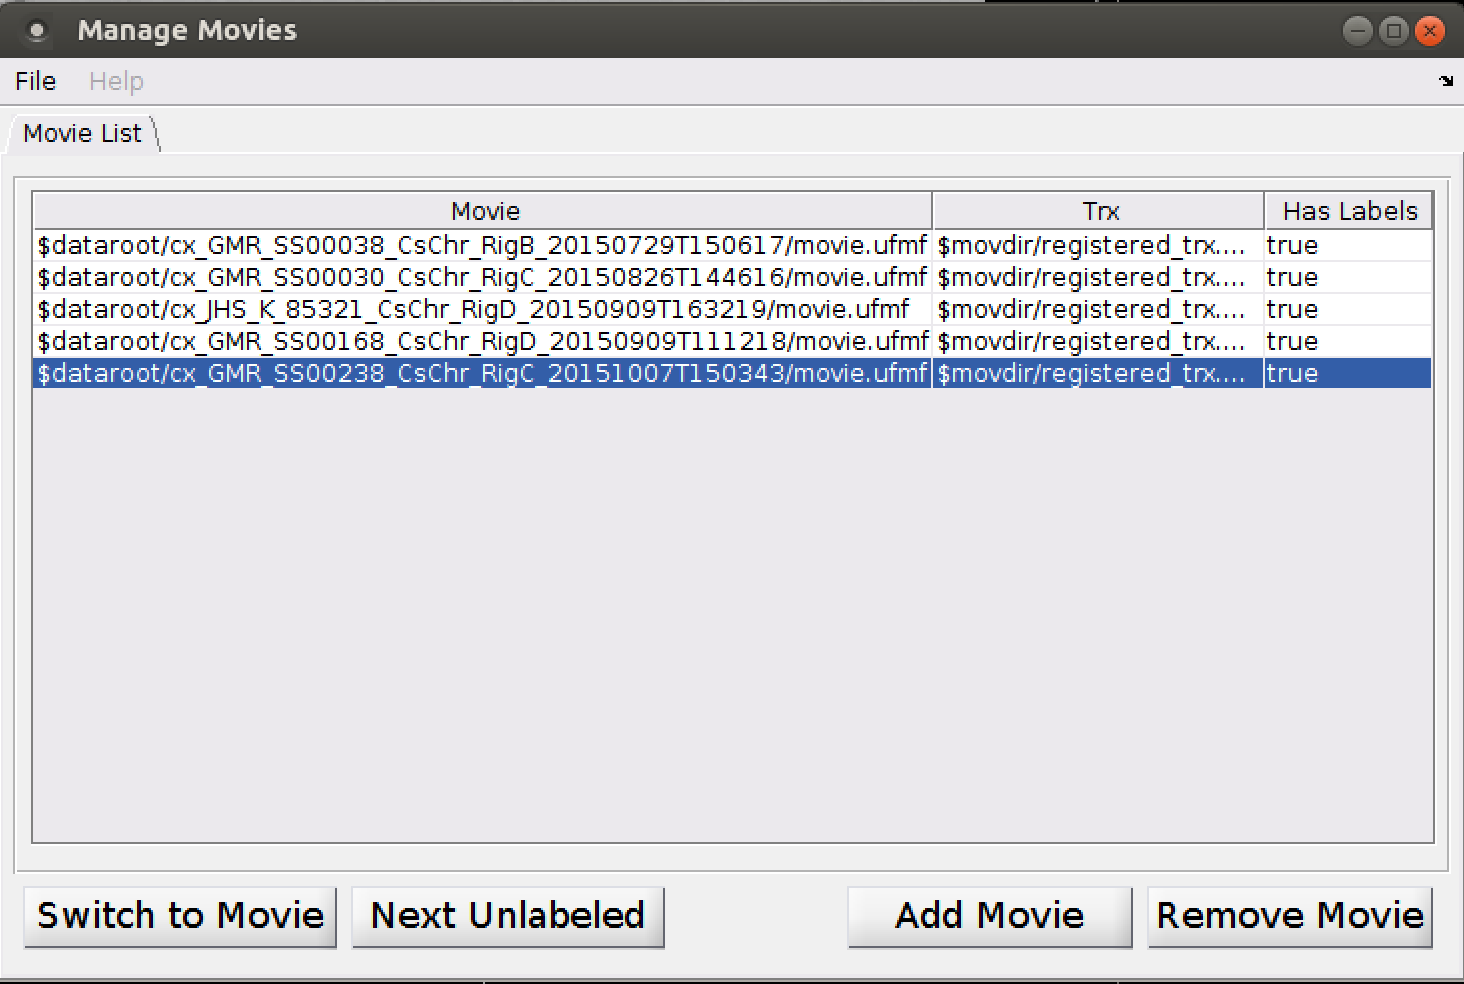 Manage Movies
File Help
Movie List
Movie Trx Has Labels
$dataroot/cx_GMR_SS00038_CsChr_RigB_20150729T150617/movie.ufmf $movdir/registered_trx.... true
$dataroot/cx_GMR_SS00030_CsChr_RigC_20150826T144616/movie.ufmf $movdir/registered_trx.... true
$dataroot/cx_JHS_K_85321_CsChr_RigD_20150909T163219/movie.ufmf $movdir/registered_trx.... true
$dataroot/cx_GMR_SS00168_CsChr_RigD_20150909T111218/movie.ufmf $movdir/registered_trx.... true
$dataroot/cx_GMR_SS00238_CsChr_RigC_20151007T150343/movie.ufmf $movdir/registered_trx.... true
Switch to Movie Next Unlabeled Add Movie Remove Movie